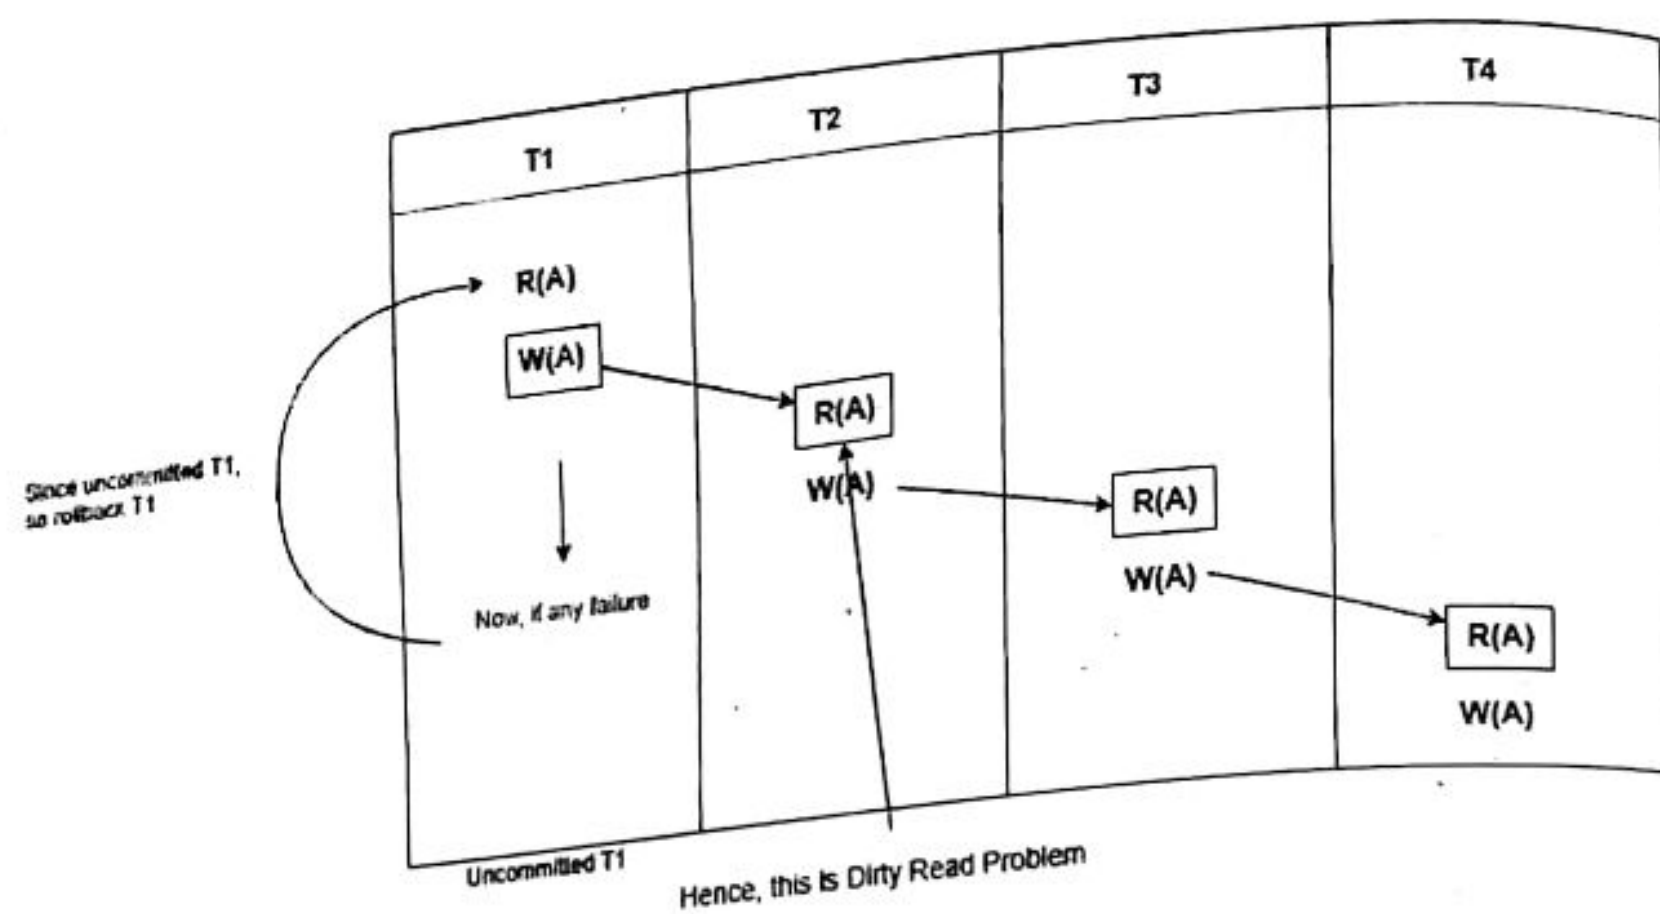 T1
T2
T3
T4
R(A)
W(A)
R(A)
W(A)
R(A)
W(A)
R(A)
W(A)
Since uncommitted T1,
so rollback T1
Now, if any failure
Uncommitted T1
Hence, this is Dirty Read Problem